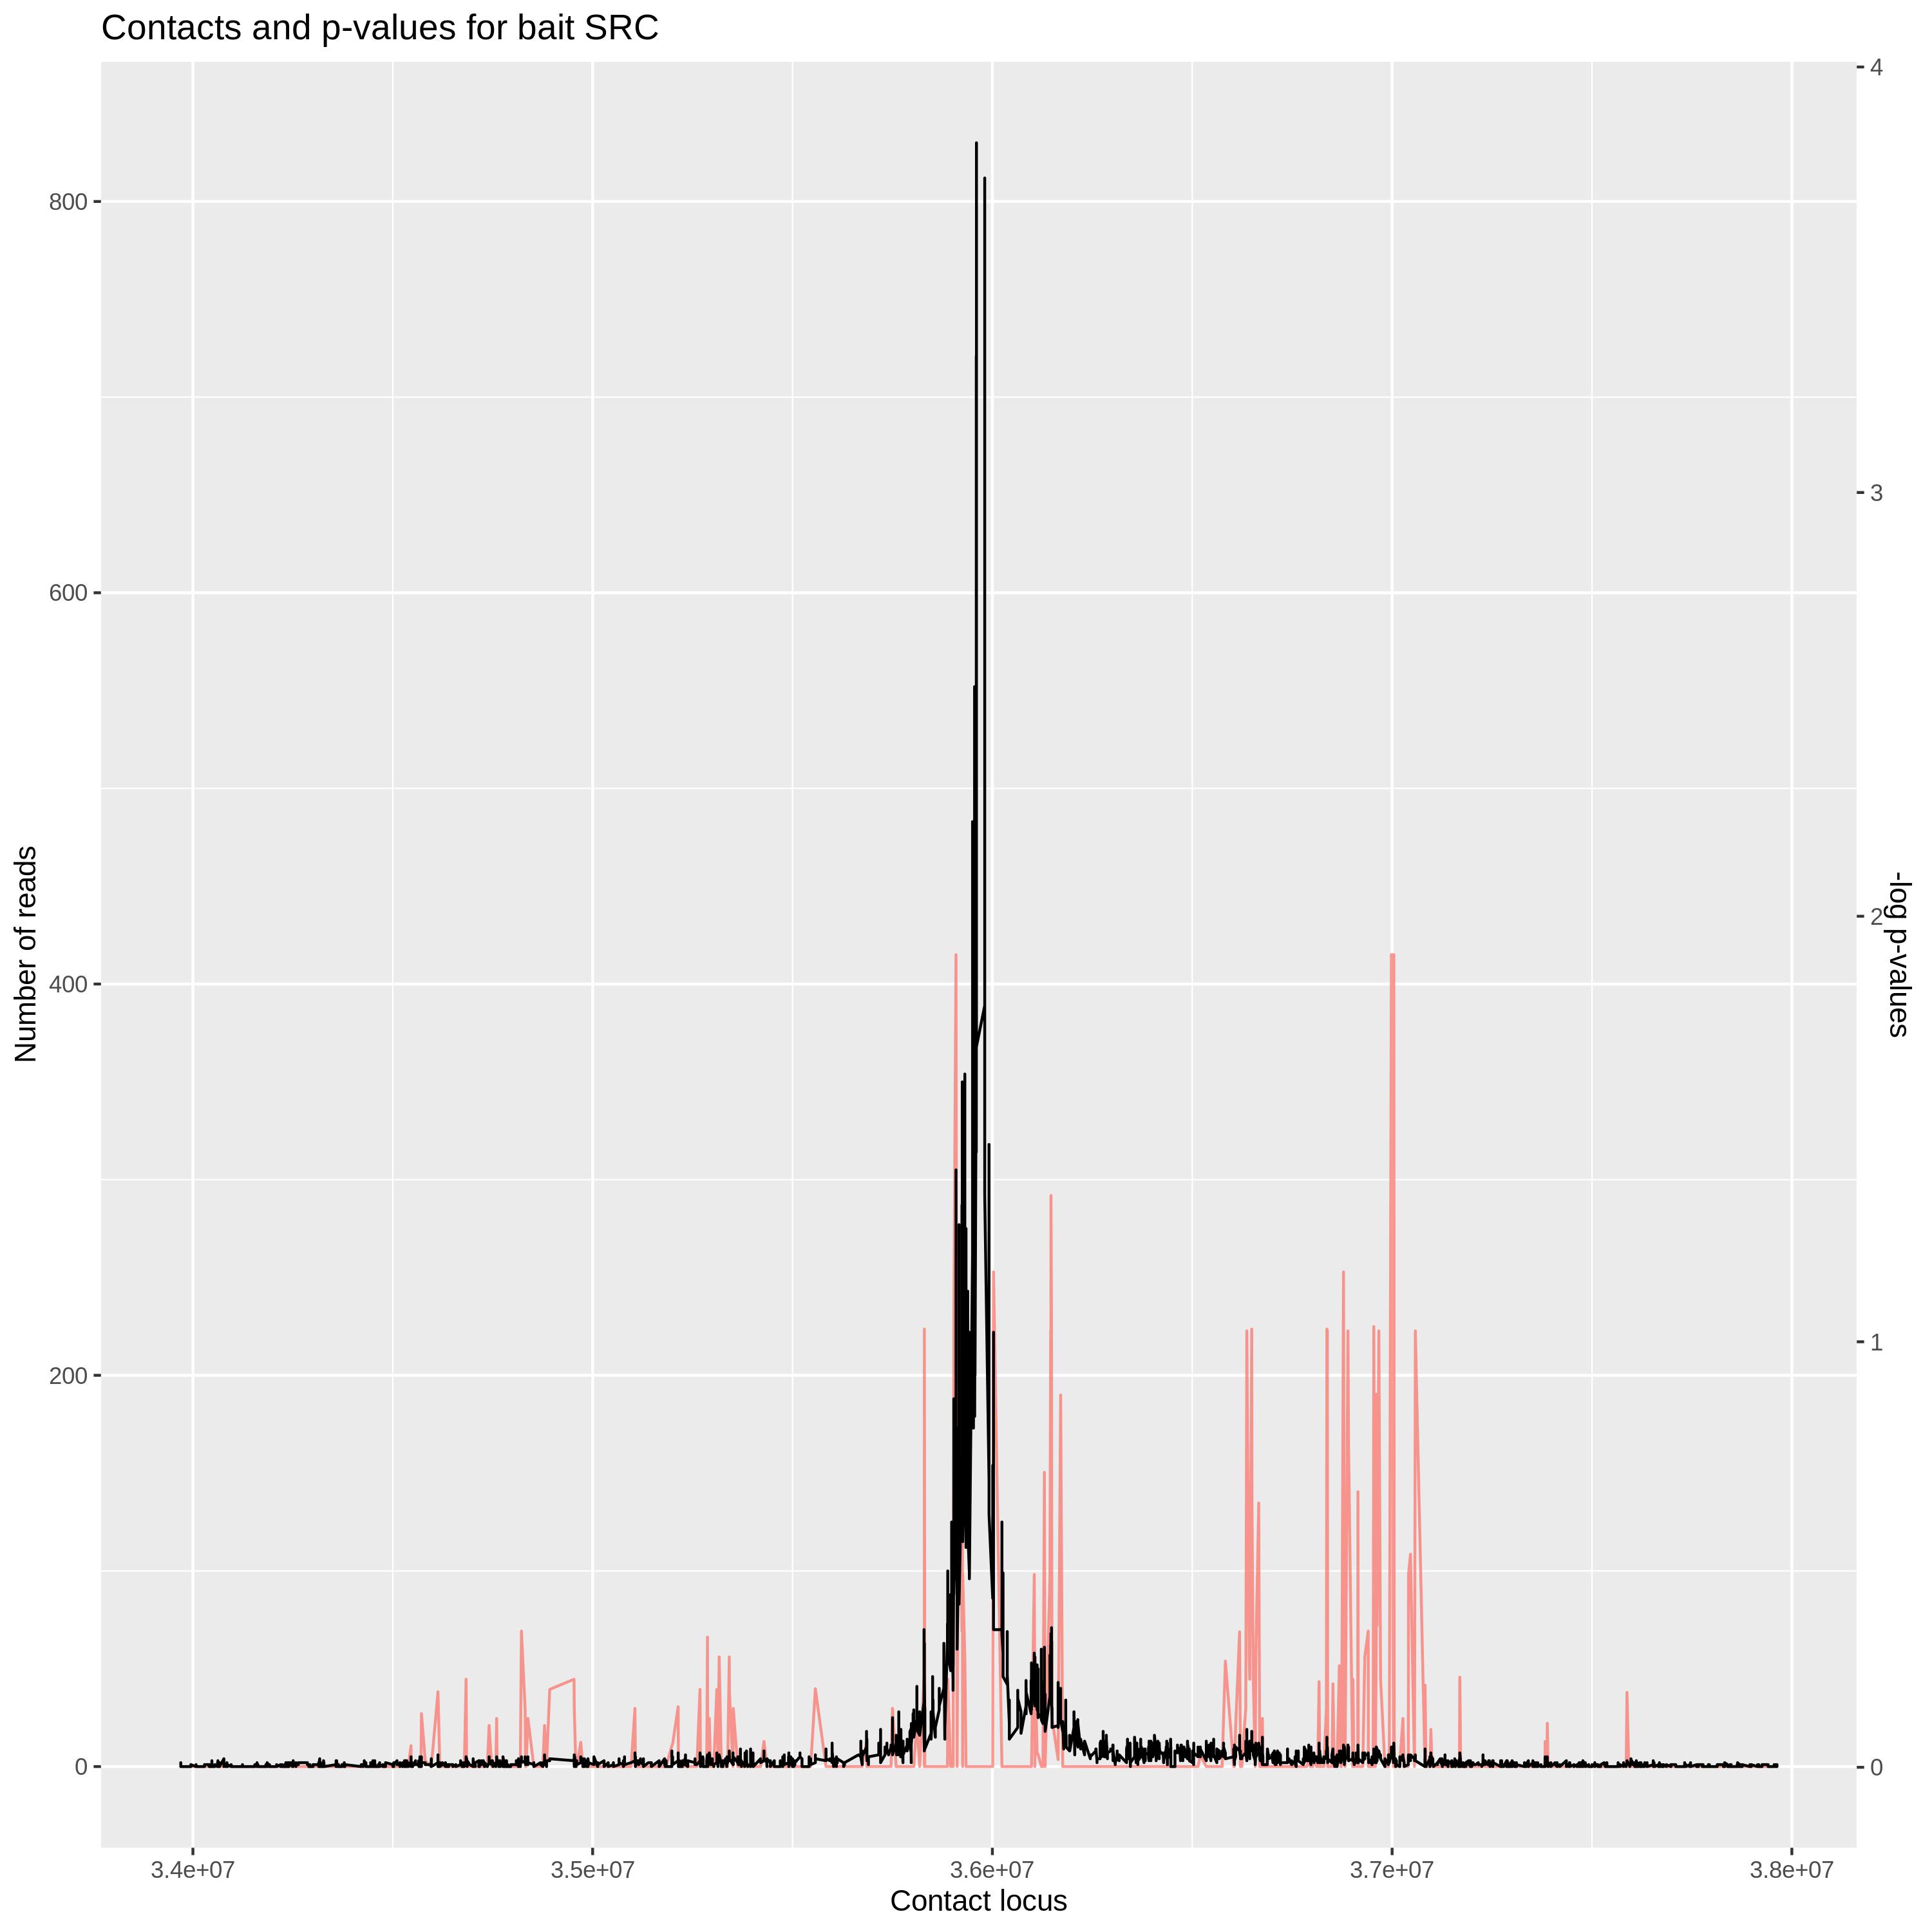 Contacts and p-values for bait SRC
800
600
400
200
0
Number of reads
4
3
2
1
0
-log p-values
3.4e+07
3.5e+07
3.6e+07
3.7e+07
3.8e+07
Contact locus